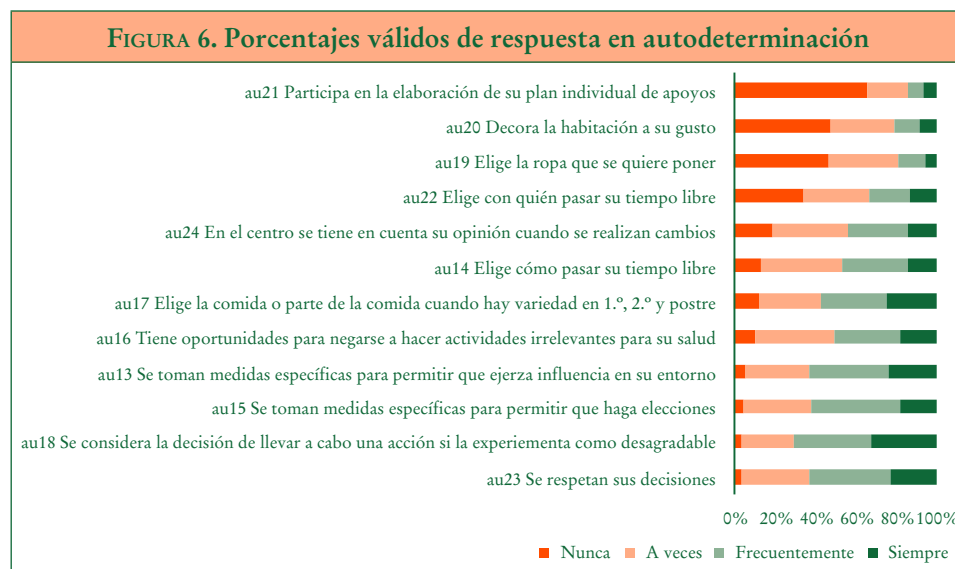 FIGURA 6. Porcentajes válidos de respuesta en autodeterminación
au21 Participa en la elaboración de su plan individual de apoyos
au20 Decora la habitación a su gusto
au19 Elige la ropa que se quiere poner
au22 Elige con quién pasar su tiempo libre
au24 En el centro se tiene en cuenta su opinión cuando se realizan cambios
au14 Elige cómo pasar su tiempo libre
au17 Elige la comida o parte de la comida cuando hay variedad en 1.º, 2.º y postre
au16 Tiene oportunidades para negarse a hacer actividades irrelevantes para su salud
au13 Se toman medidas específicas para permitir que ejerza influencia en su entorno
au15 Se toman medidas específicas para permitir que haga elecciones
au18 Se considera la decisión de llevar a cabo una acción si la experiementa como desagradable
au23 Se respetan sus decisiones
0% 20% 40% 60% 80% 100%
Nunca A veces Frecuentemente Siempre